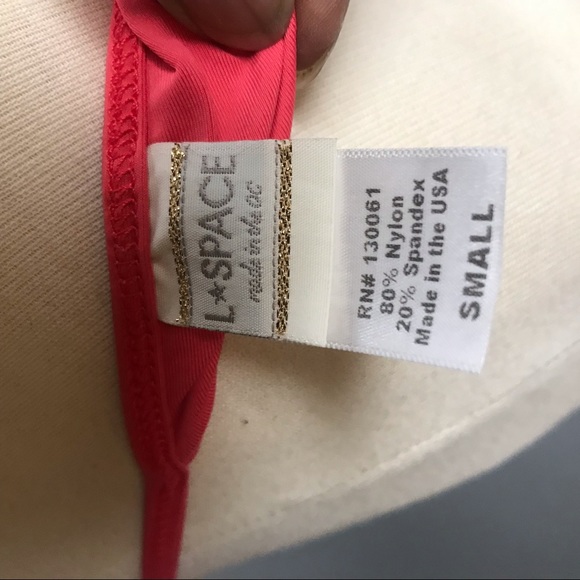 L★SPACE
made in the OC
RN# 130061
80% Nylon
20% Spandex
Made in the USA
SMALL